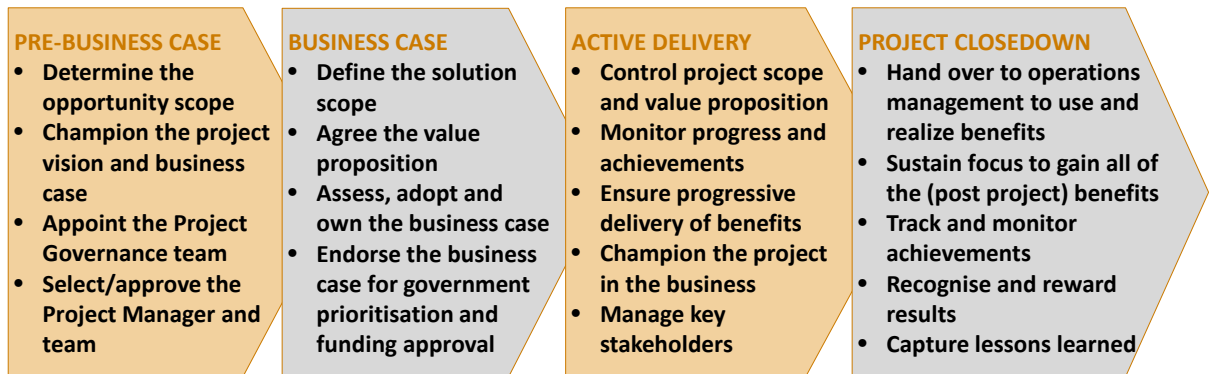 PRE-BUSINESS CASE
• Determine the
opportunity scope
• Champion the project
vision and business
case
• Appoint the Project
Governance team
• Select/approve the
Project Manager and
team
BUSINESS CASE
• Define the solution
scope
• Agree the value
proposition
• Assess, adopt and
own the business case
• Endorse the business
case for government
prioritisation and
funding approval
ACTIVE DELIVERY
• Control project scope
and value proposition
• Monitor progress and
achievements
• Ensure progressive
delivery of benefits
• Champion the project
in the business
• Manage key
stakeholders
PROJECT CLOSEDOWN
• Hand over to operations
management to use and
realize benefits
• Sustain focus to gain all of
the (post project) benefits
• Track and monitor
achievements
• Recognise and reward
results
• Capture lessons learned